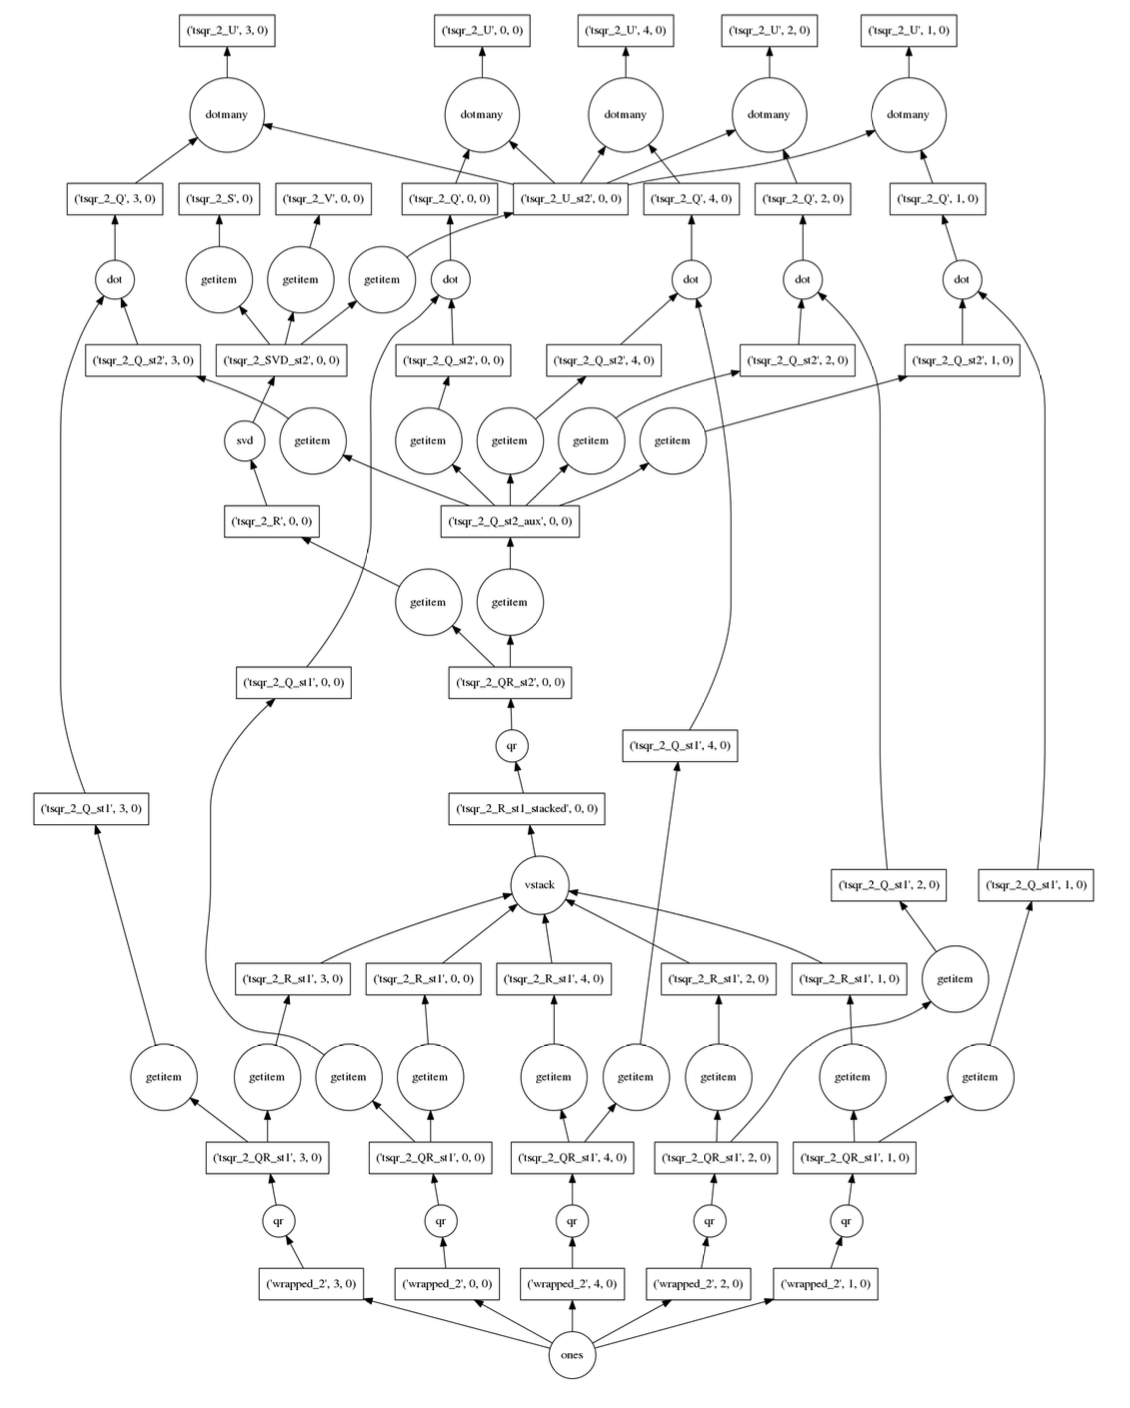 ('tsqr_2_U', 3, 0)
('tsqr_2_U', 0, 0)
('tsqr_2_U', 4, 0)
('tsqr_2_U', 2, 0)
('tsqr_2_U', 1, 0)
dotmany
dotmany
dotmany
dotmany
dotmany
('tsqr_2_Q', 3, 0)
('tsqr_2_S', 0)
('tsqr_2_V', 0, 0)
('tsqr_2_Q', 0, 0)
('tsqr_2_U_st2', 0, 0)
('tsqr_2_Q', 4, 0)
('tsqr_2_Q', 2, 0)
('tsqr_2_Q', 1, 0)
dot
getitem
getitem
getitem
dot
dot
dot
dot
('tsqr_2_Q_st2', 3, 0)
('tsqr_2_SVD_st2', 0, 0)
('tsqr_2_Q_st2', 0, 0)
('tsqr_2_Q_st2', 4, 0)
('tsqr_2_Q_st2', 2, 0)
('tsqr_2_Q_st2', 1, 0)
svd
getitem
getitem
getitem
getitem
getitem
('tsqr_2_R', 0, 0)
('tsqr_2_Q_st2_aux', 0, 0)
getitem
getitem
('tsqr_2_Q_st1', 0, 0)
('tsqr_2_QR_st2', 0, 0)
qr
('tsqr_2_Q_st1', 4, 0)
('tsqr_2_Q_st1', 3, 0)
('tsqr_2_R_st1_stacked', 0, 0)
vstack
('tsqr_2_Q_st1', 2, 0)
('tsqr_2_Q_st1', 1, 0)
('tsqr_2_R_st1', 3, 0)
('tsqr_2_R_st1', 0, 0)
('tsqr_2_R_st1', 4, 0)
('tsqr_2_R_st1', 2, 0)
('tsqr_2_R_st1', 1, 0)
getitem
getitem
getitem
getitem
getitem
getitem
getitem
getitem
getitem
getitem
('tsqr_2_QR_st1', 3, 0)
('tsqr_2_QR_st1', 0, 0)
('tsqr_2_QR_st1', 4, 0)
('tsqr_2_QR_st1', 2, 0)
('tsqr_2_QR_st1', 1, 0)
qr
qr
qr
qr
qr
('wrapped_2', 3, 0)
('wrapped_2', 0, 0)
('wrapped_2', 4, 0)
('wrapped_2', 2, 0)
('wrapped_2', 1, 0)
ones